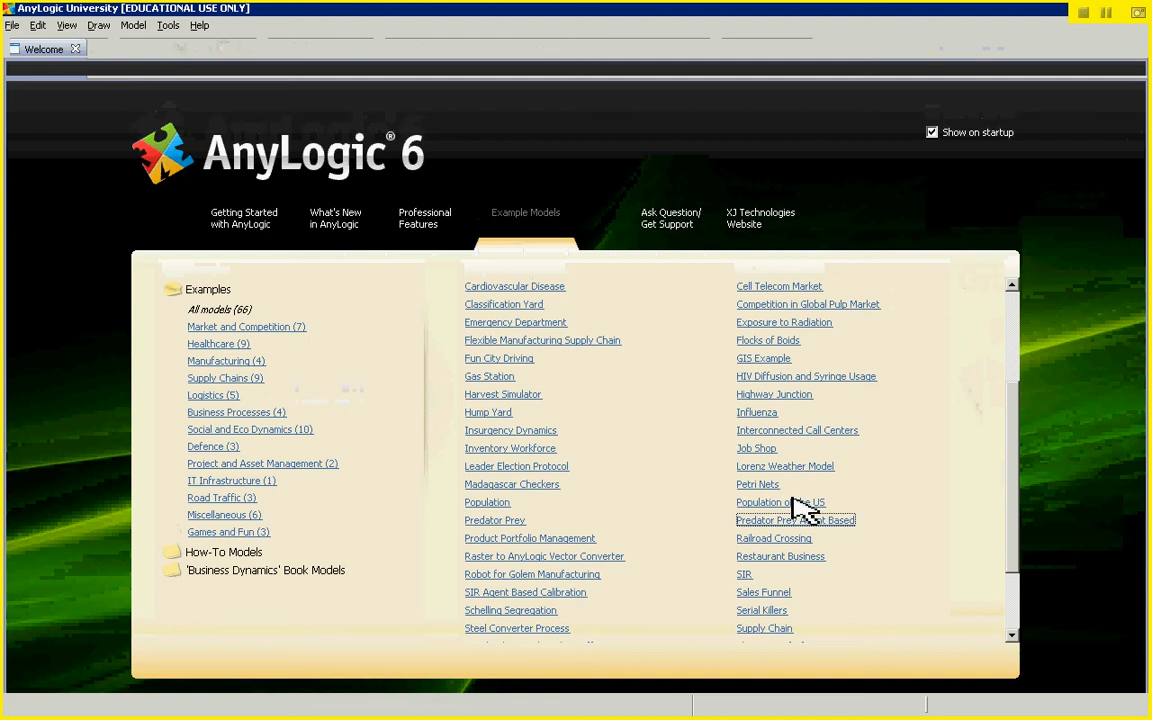 AnyLogic University [EDUCATIONAL USE ONLY]
File Edit View Draw Model Tools Help
Welcome
AnyLogic® 6
Show on startup
Getting Started with AnyLogic
What's New in AnyLogic
Professional Features
Example Models
Ask Question/ Get Support
XJ Technologies Website
Examples
All models (66)
Market and Competition (7)
Healthcare (9)
Manufacturing (4)
Supply Chains (9)
Logistics (5)
Business Processes (4)
Social and Eco Dynamics (10)
Defence (3)
Project and Asset Management (2)
IT Infrastructure (1)
Road Traffic (3)
Miscellaneous (6)
Games and Fun (3)
How-To Models
'Business Dynamics' Book Models
Cardiovascular Disease
Classification Yard
Emergency Department
Flexible Manufacturing Supply Chain
Fun City Driving
Gas Station
Harvest Simulator
Hump Yard
Insurgency Dynamics
Inventory Workforce
Leader Election Protocol
Madagascar Checkers
Population
Predator Prey
Product Portfolio Management
Raster to AnyLogic Vector Converter
Robot for Golem Manufacturing
SIR Agent Based Calibration
Schelling Segregation
Steel Converter Process
Cell Telecom Market
Competition in Global Pulp Market
Exposure to Radiation
Flocks of Boids
GIS Example
HIV Diffusion and Syringe Usage
Highway Junction
Influenza
Interconnected Call Centers
Job Shop
Lorenz Weather Model
Petri Nets
Population of the US
Predator Prey Agent Based
Railroad Crossing
Restaurant Business
SIR
Sales Funnel
Serial Killers
Supply Chain